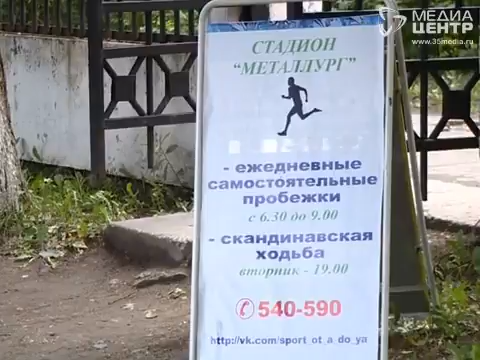 МЕДИА
ЦЕНТР
www.35media.ru
СТАДИОН
"МЕТАЛЛУРГ"
- ежедневные
самостоятельные
пробежки
с 6.30 до 9.00
- скандинавская
ходьба
вторник - 19.00
540-590
http://vk.com/sport_ot_a_do_ya